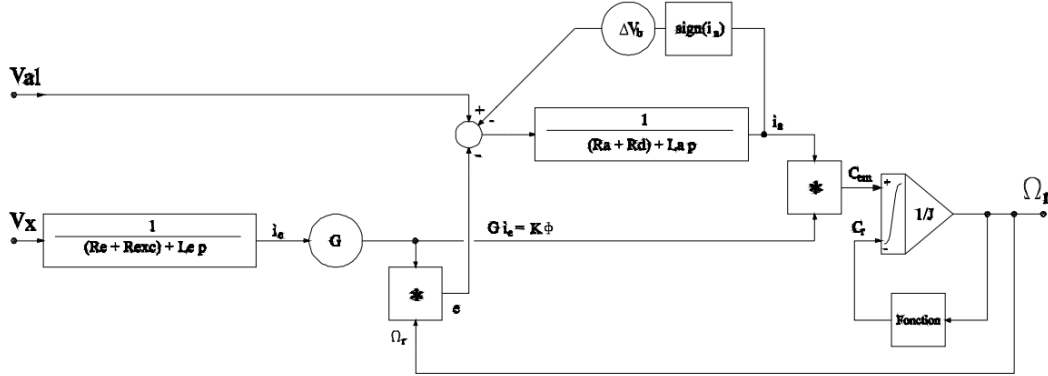 ΔV_b
sign(i_a)
Val
+
-
1
(Ra + Rd) + La p
i_a
-
*
C_em
+
1/J
Ω_r
Vx
1
(Re + Rexc) + Le p
i_e
G
G i_e = K Φ
C_r
-
*
e
Ω_r
Fonction